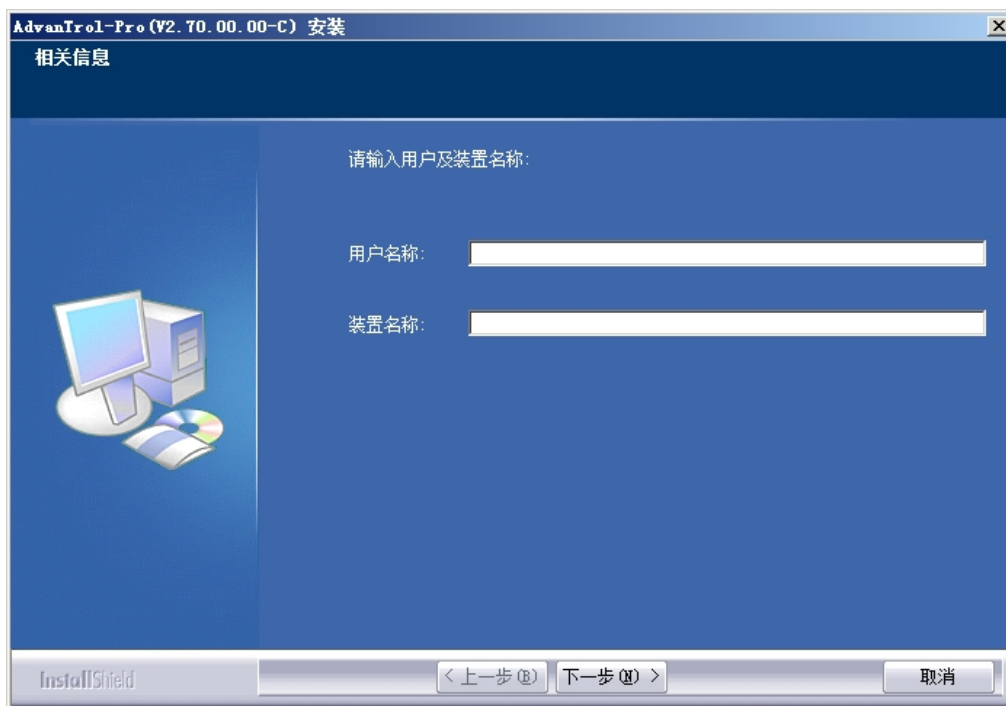 AdvanTrol-Pro(V2.70.00.00-C) 安装
相关信息
请输入用户及装置名称:
用户名称:
装置名称:
InstallShield
< 上一步(B) 下一步(N) > 取消